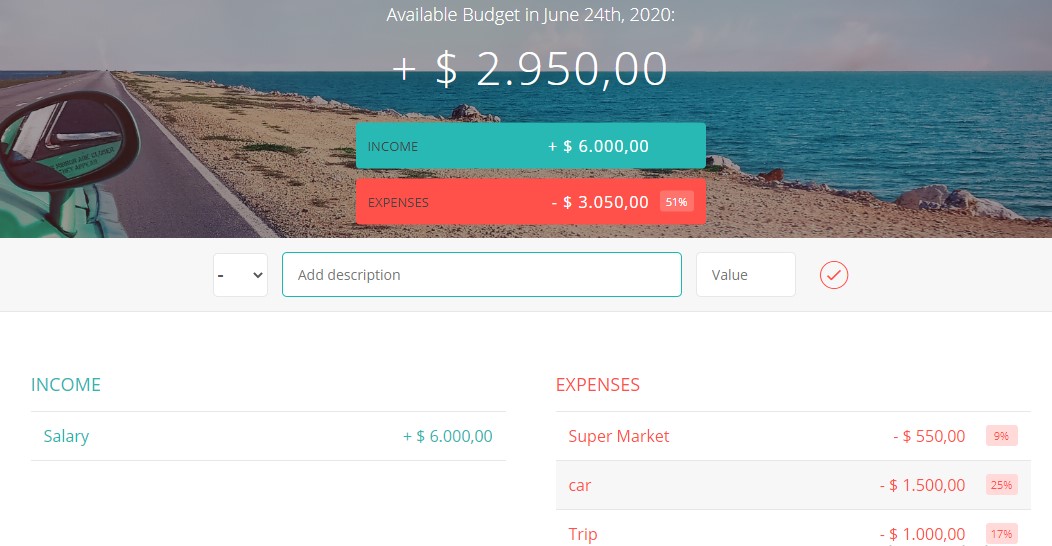 Available Budget in June 24th, 2020:
+ $ 2.950,00
INCOME + $ 6.000,00
EXPENSES - $ 3.050,00 51%
- Add description Value
INCOME
Salary + $ 6.000,00
EXPENSES
Super Market - $ 550,00 9%
car - $ 1.500,00 25%
Trip - $ 1.000,00 17%